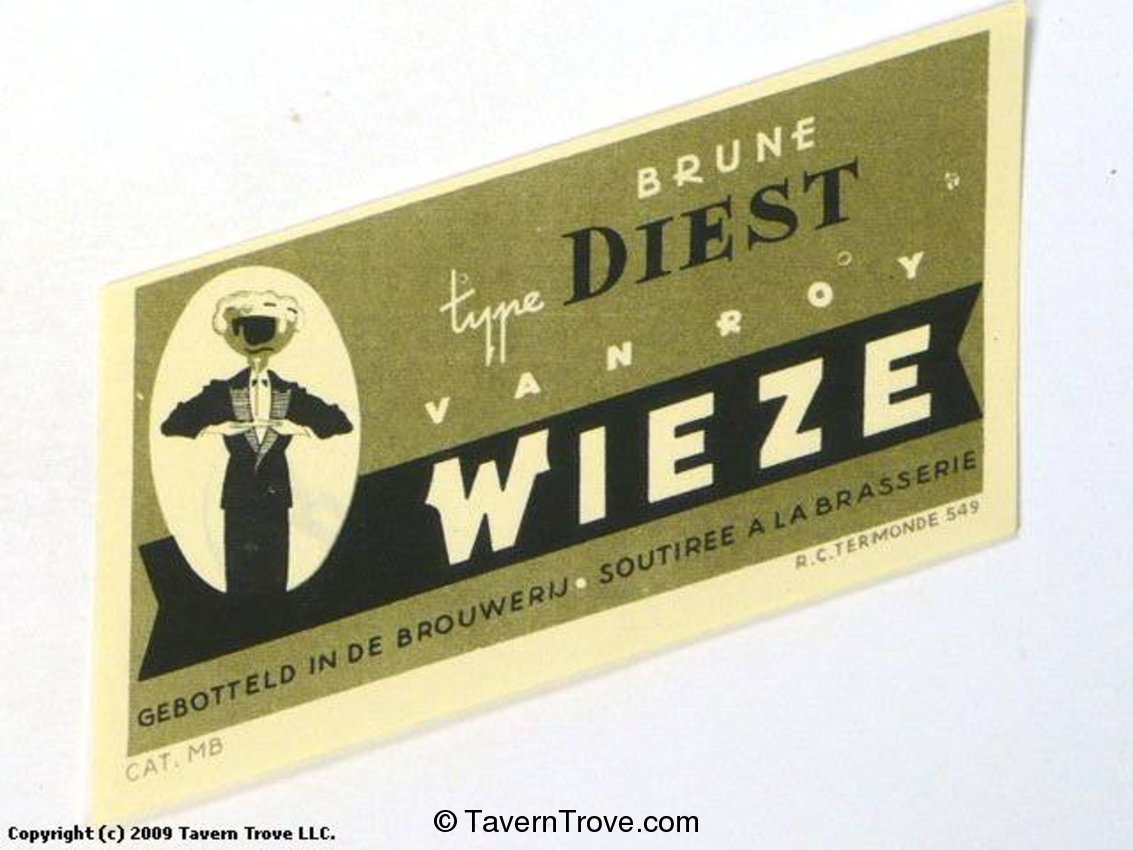 BRUNE
type DIEST
VAN ROY
WIEZE
GEBOTTELD IN DE BROUWERIJ • SOUTIREE A LA BRASSERIE
R.C. TERMONDE 549
CAT. MB
Copyright (c) 2009 Tavern Trove LLC.
© TavernTrove.com